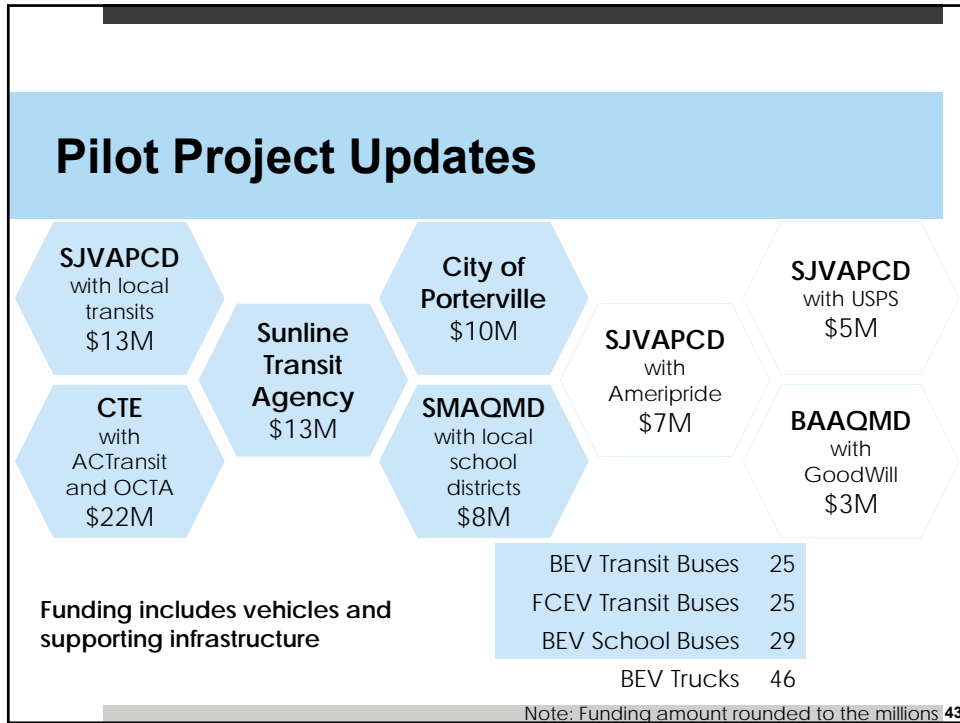 Pilot Project Updates
SJVAPCD
with local
transits
$13M
CTE
with
ACTransit
and OCTA
$22M
Sunline
Transit
Agency
$13M
City of
Porterville
$10M
SMAQMD
with local
school
districts
$8M
SJVAPCD
with
Ameripride
$7M
SJVAPCD
with USPS
$5M
BAAQMD
with
GoodWill
$3M
Funding includes vehicles and
supporting infrastructure
BEV Transit Buses 25
FCEV Transit Buses 25
BEV School Buses 29
BEV Trucks 46
Note: Funding amount rounded to the millions 43